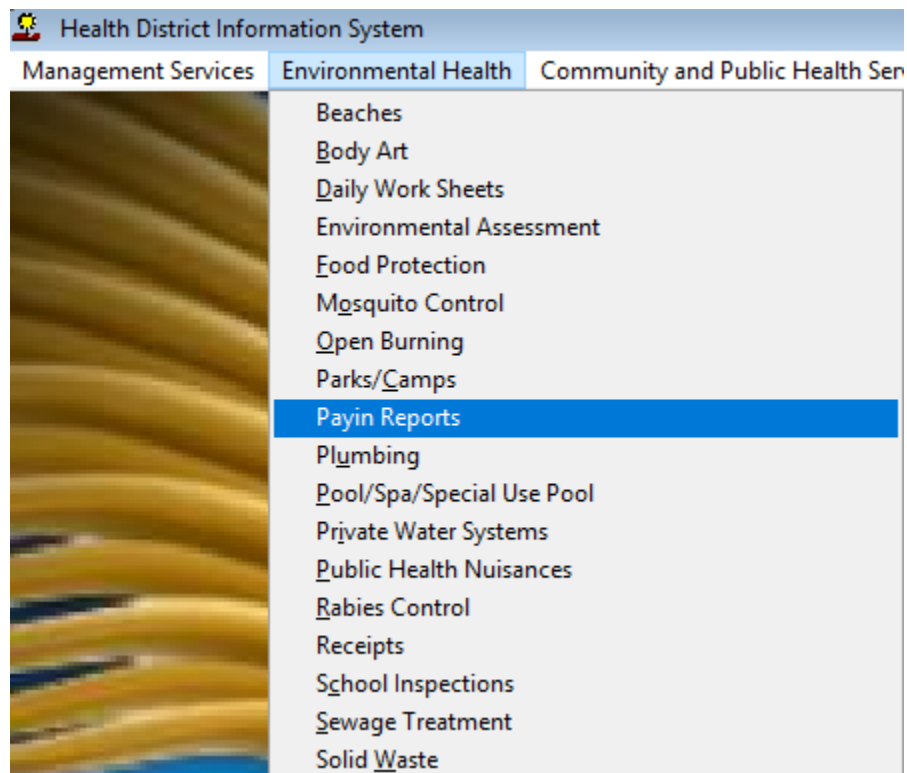 Health District Information System
Management Services Environmental Health Community and Public Health
Beaches
Body Art
Daily Work Sheets
Environmental Assessment
Food Protection
Mosquito Control
Open Burning
Parks/Camps
Payin Reports
Plumbing
Pool/Spa/Special Use Pool
Private Water Systems
Public Health Nuisances
Rabies Control
Receipts
School Inspections
Sewage Treatment
Solid Waste